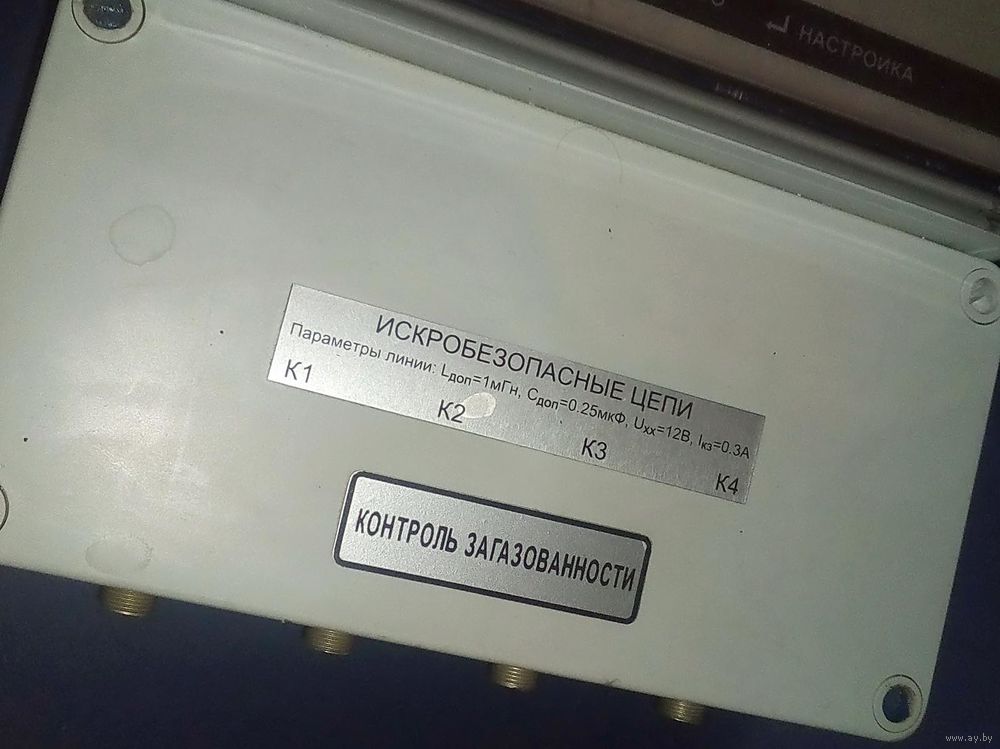 НАСТРОЙКА
ИСКРОБЕЗОПАСНЫЕ ЦЕПИ
Параметры линии: Lдоп=1мГн, Cдоп=0.25мкФ, Uхх=12В, Iкз=0.3А
К1 К2 К3 К4
КОНТРОЛЬ ЗАГАЗОВАННОСТИ
www.ay.by